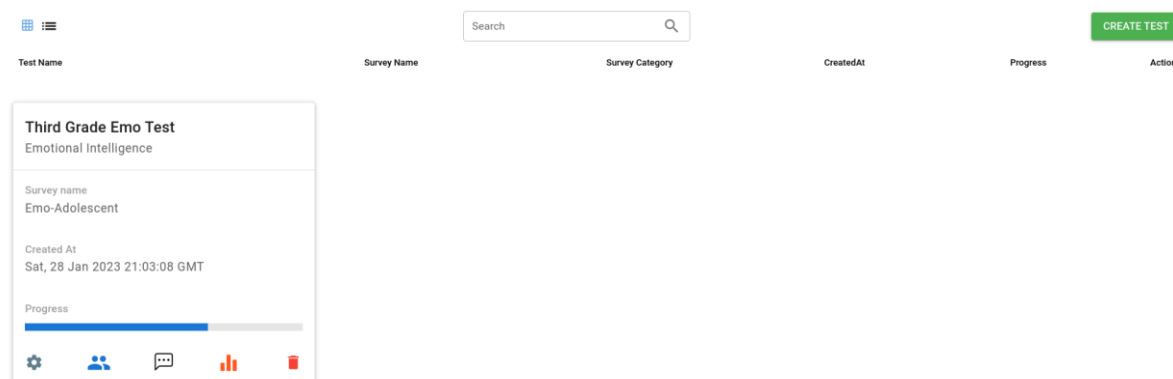 Search
CREATE TEST
Test Name Survey Name Survey Category CreatedAt Progress Action
Third Grade Emo Test
Emotional Intelligence
Survey name
Emo-Adolescent
Created At
Sat, 28 Jan 2023 21:03:08 GMT
Progress